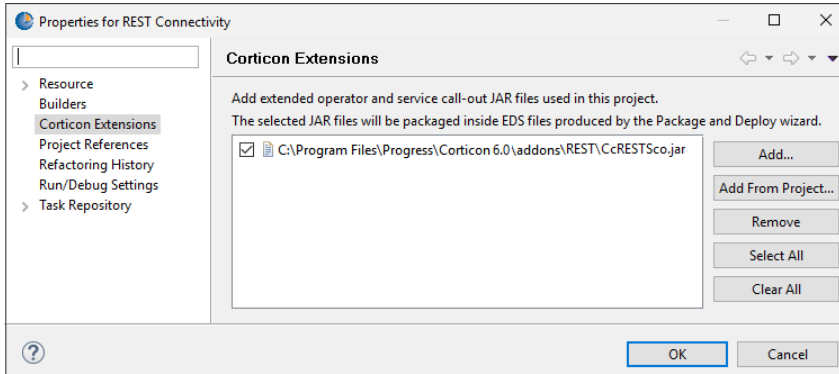 Properties for REST Connectivity
Corticon Extensions
Resource
Builders
Corticon Extensions
Project References
Refactoring History
Run/Debug Settings
Task Repository
Add extended operator and service call-out JAR files used in this project.
The selected JAR files will be packaged inside EDS files produced by the Package and Deploy wizard.
C:\Program Files\Progress\Corticon 6.0\addons\REST\CcRESTSco.jar
Add...
Add From Project...
Remove
Select All
Clear All
?
OK
Cancel